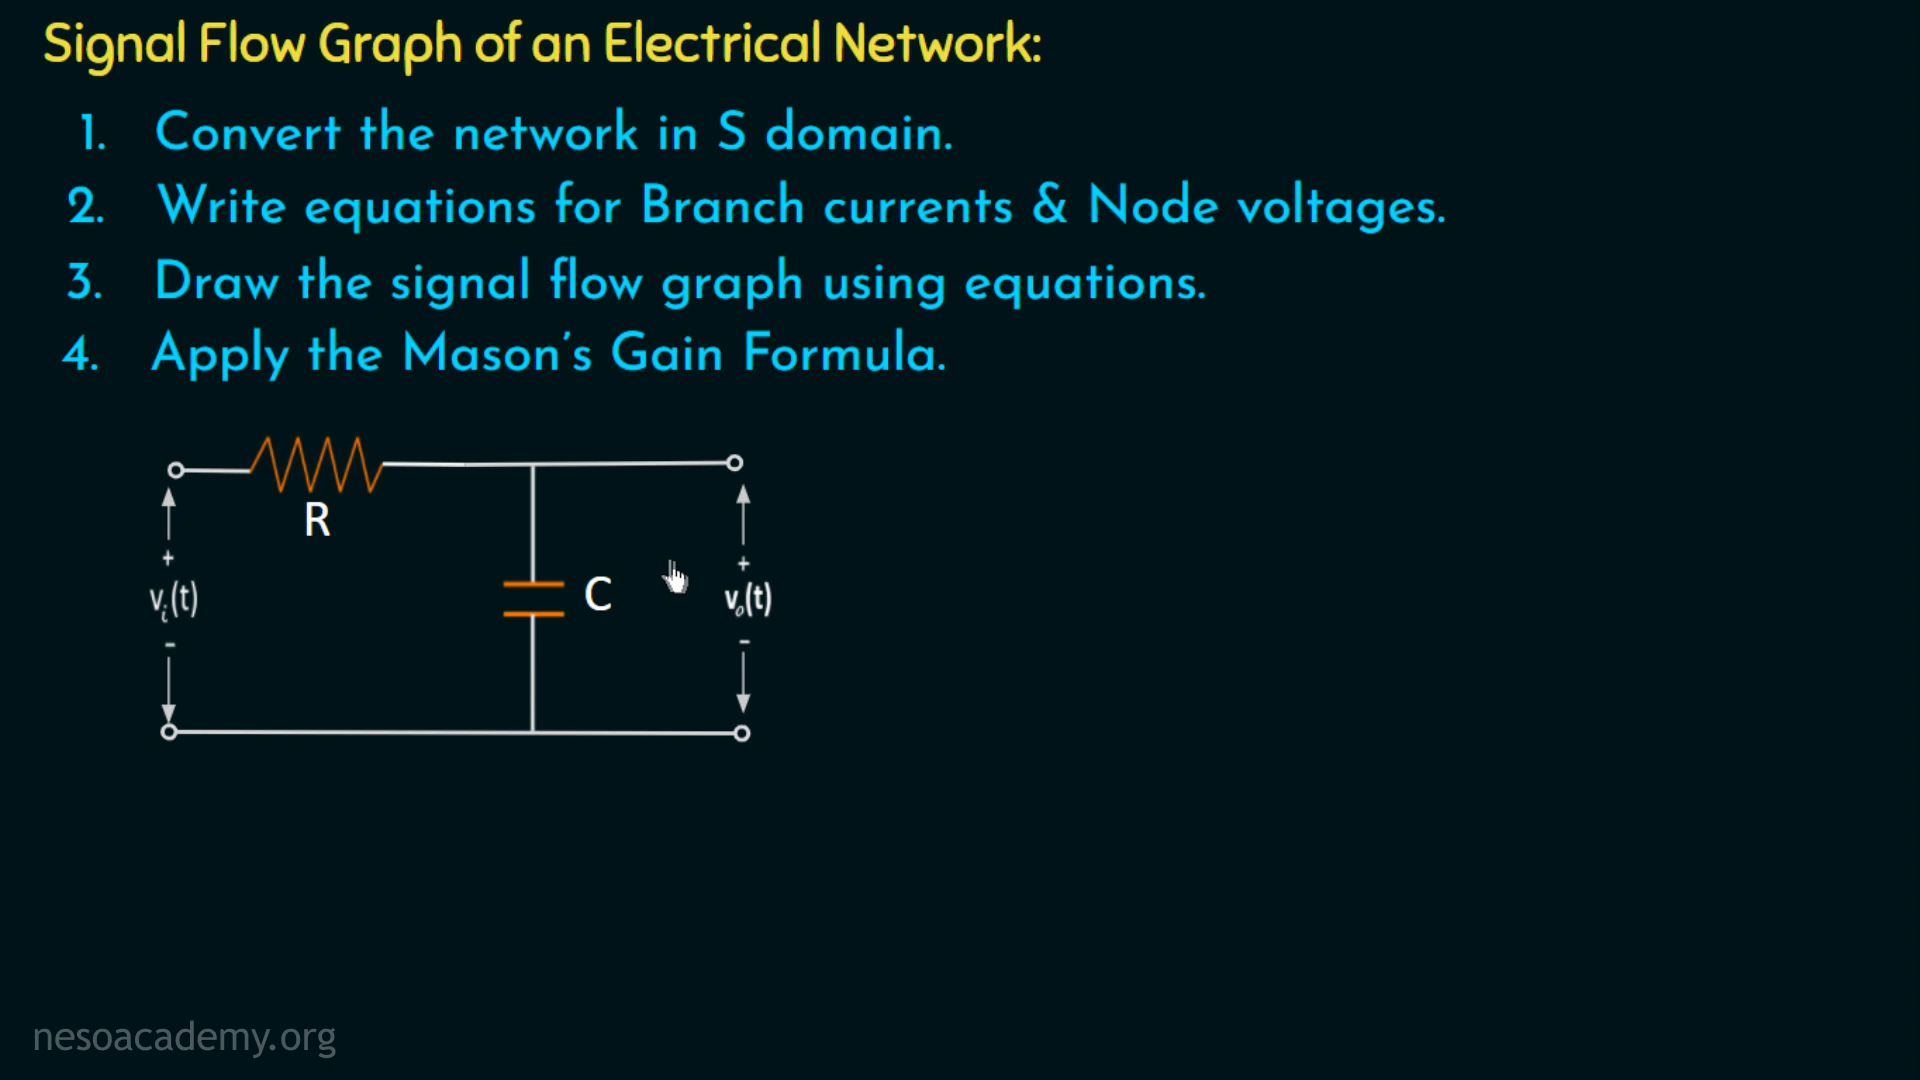 Signal Flow Graph of an Electrical Network:
1. Convert the network in S domain.
2. Write equations for Branch currents & Node voltages.
3. Draw the signal flow graph using equations.
4. Apply the Mason's Gain Formula.
R
+
+
vᵢ(t)
C
vₒ(t)
-
-
nesoacademy.org